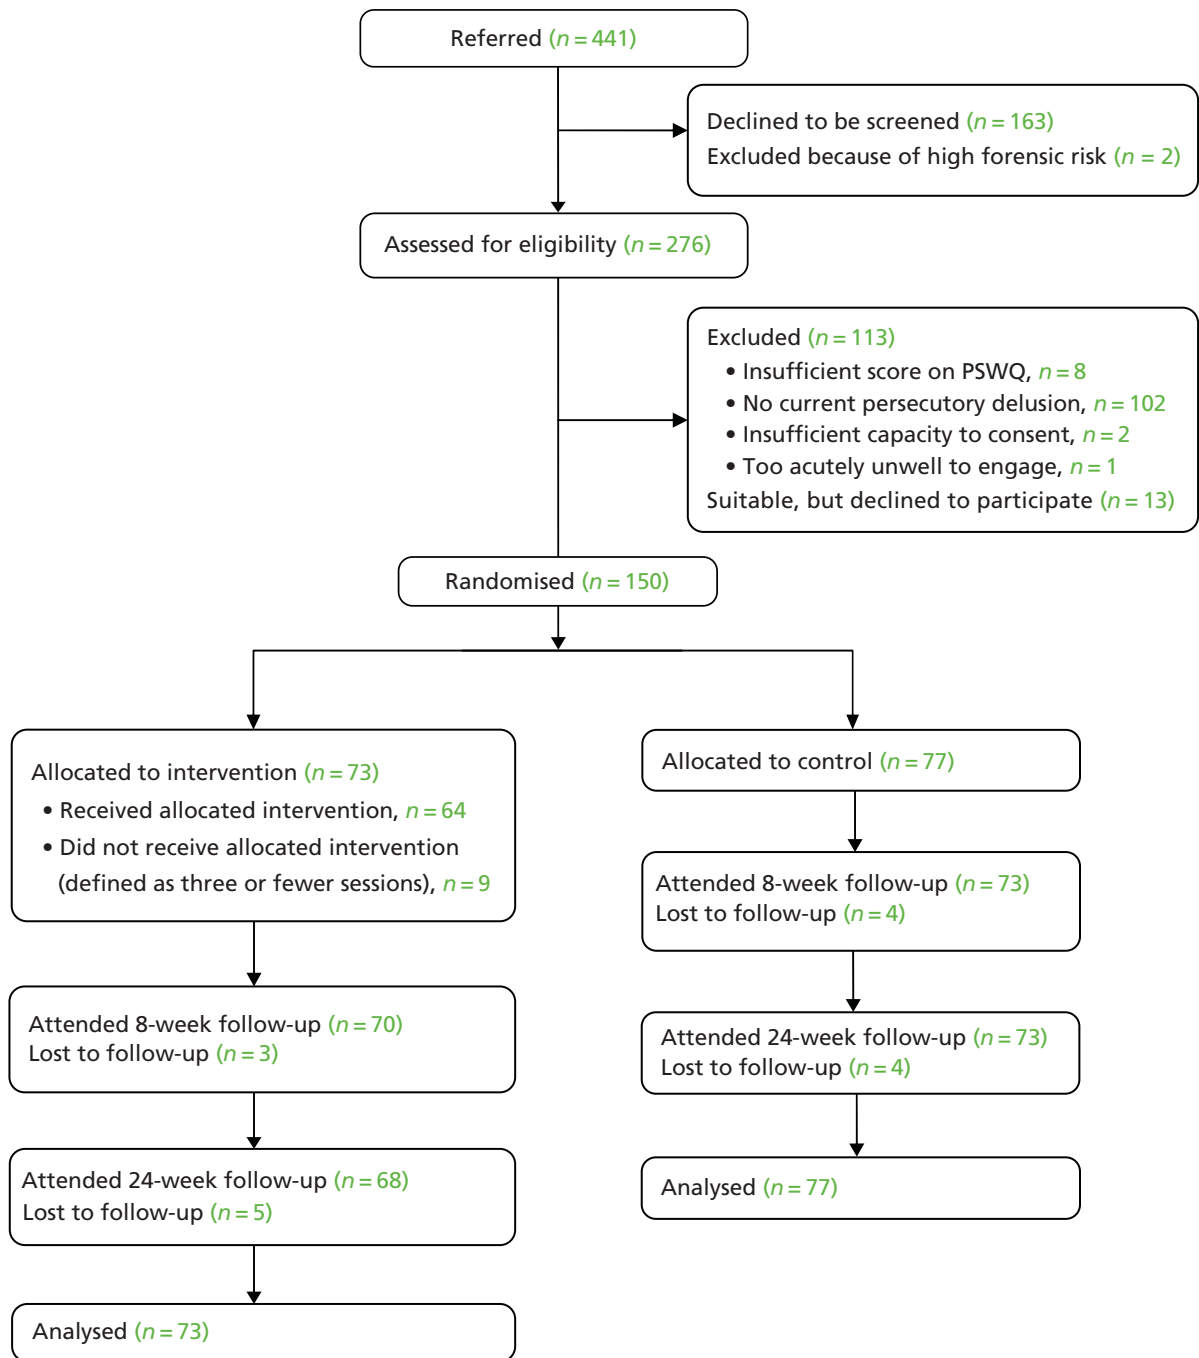 Referred (n = 441)
Declined to be screened (n = 163)
Excluded because of high forensic risk (n = 2)
Assessed for eligibility (n = 276)
Excluded (n = 113)
• Insufficient score on PSWQ, n = 8
• No current persecutory delusion, n = 102
• Insufficient capacity to consent, n = 2
• Too acutely unwell to engage, n = 1
Suitable, but declined to participate (n = 13)
Randomised (n = 150)
Allocated to intervention (n = 73)
• Received allocated intervention, n = 64
• Did not receive allocated intervention
(defined as three or fewer sessions), n = 9
Attended 8-week follow-up (n = 70)
Lost to follow-up (n = 3)
Attended 24-week follow-up (n = 68)
Lost to follow-up (n = 5)
Analysed (n = 73)
Allocated to control (n = 77)
Attended 8-week follow-up (n = 73)
Lost to follow-up (n = 4)
Attended 24-week follow-up (n = 73)
Lost to follow-up (n = 4)
Analysed (n = 77)